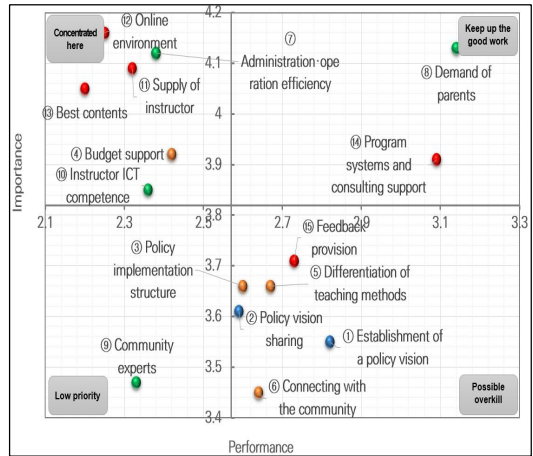 4.2
⑫ Online
environment
Concentrated
here
⑦
Administration·ope
ration efficiency
Keep up the
good work
4.1
⑧ Demand of
parents
⑪ Supply of
instructor
⑬ Best contents
4
④ Budget support
⑭ Program
systems and
consulting support
3.9
⑩ Instructor ICT
competence
Importance
2.1
2.3
2.5
3.8
2.7
2.9
3.1
3.3
⑮ Feedback
provision
③ Policy
implementation
structure
3.7
⑤ Differentiation of
teaching methods
3.6
② Policy vision
sharing
① Establishment of
a policy vision
⑨ Community
experts
3.5
⑥ Connecting with
the community
Low priority
Possible
overkill
3.4
Performance